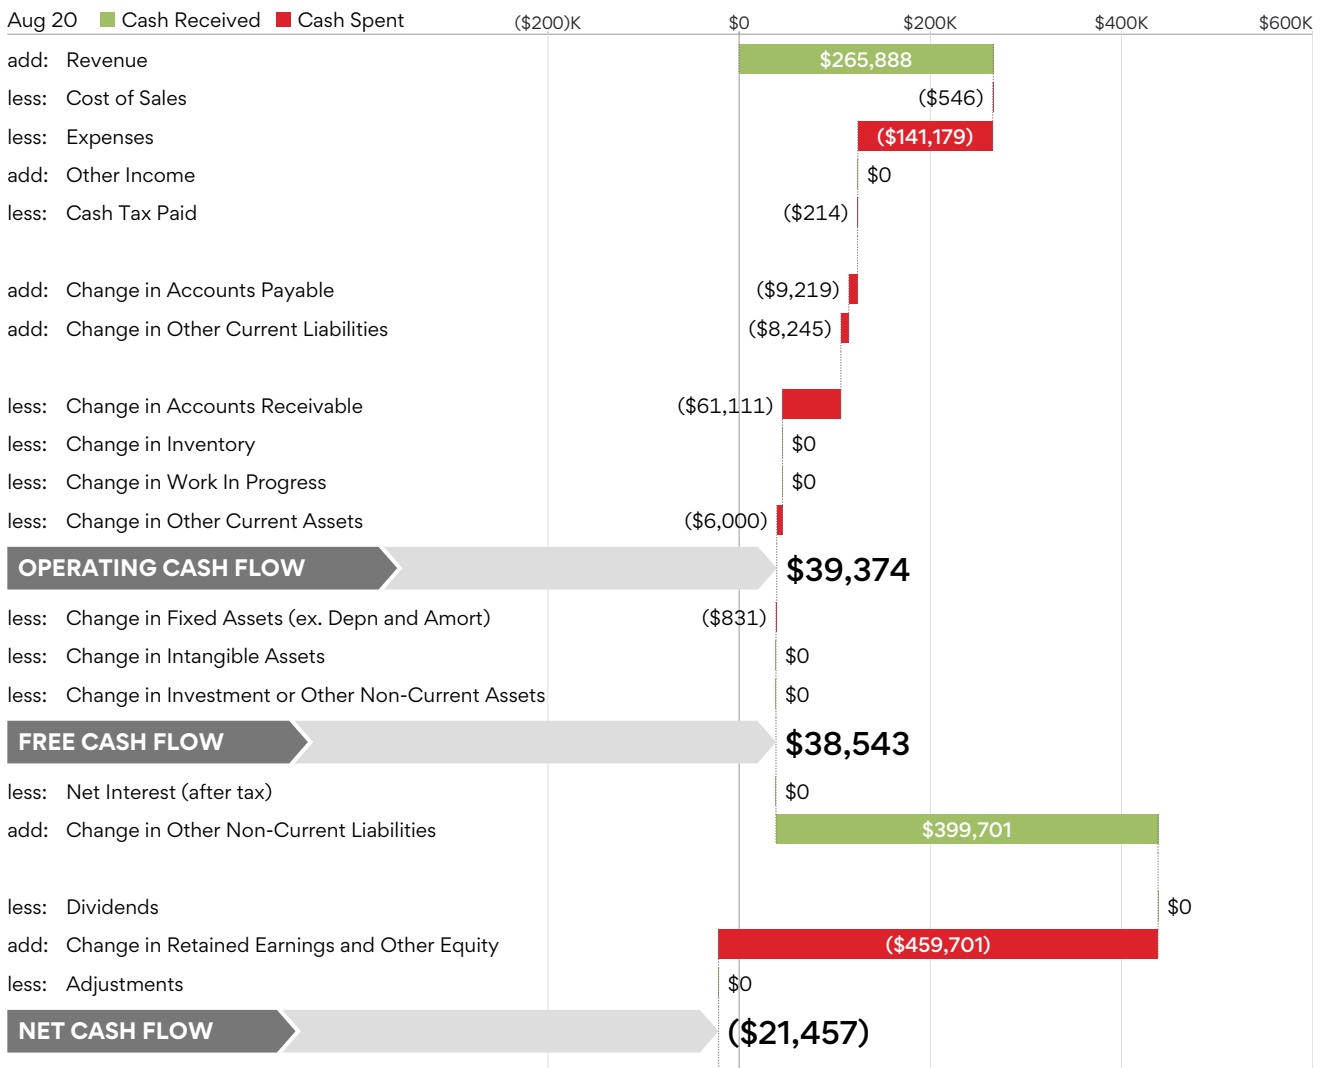 Aug 20 Cash Received Cash Spent ($200)K $0 $200K $400K $600K
add: Revenue $265,888
less: Cost of Sales ($546)
less: Expenses ($141,179)
add: Other Income $0
less: Cash Tax Paid ($214)
add: Change in Accounts Payable ($9,219)
add: Change in Other Current Liabilities ($8,245)
less: Change in Accounts Receivable ($61,111)
less: Change in Inventory $0
less: Change in Work In Progress $0
less: Change in Other Current Assets ($6,000)
OPERATING CASH FLOW $39,374
less: Change in Fixed Assets (ex. Depn and Amort) ($831)
less: Change in Intangible Assets $0
less: Change in Investment or Other Non-Current Assets $0
FREE CASH FLOW $38,543
less: Net Interest (after tax) $0
add: Change in Other Non-Current Liabilities $399,701
less: Dividends $0
add: Change in Retained Earnings and Other Equity ($459,701)
less: Adjustments $0
NET CASH FLOW ($21,457)